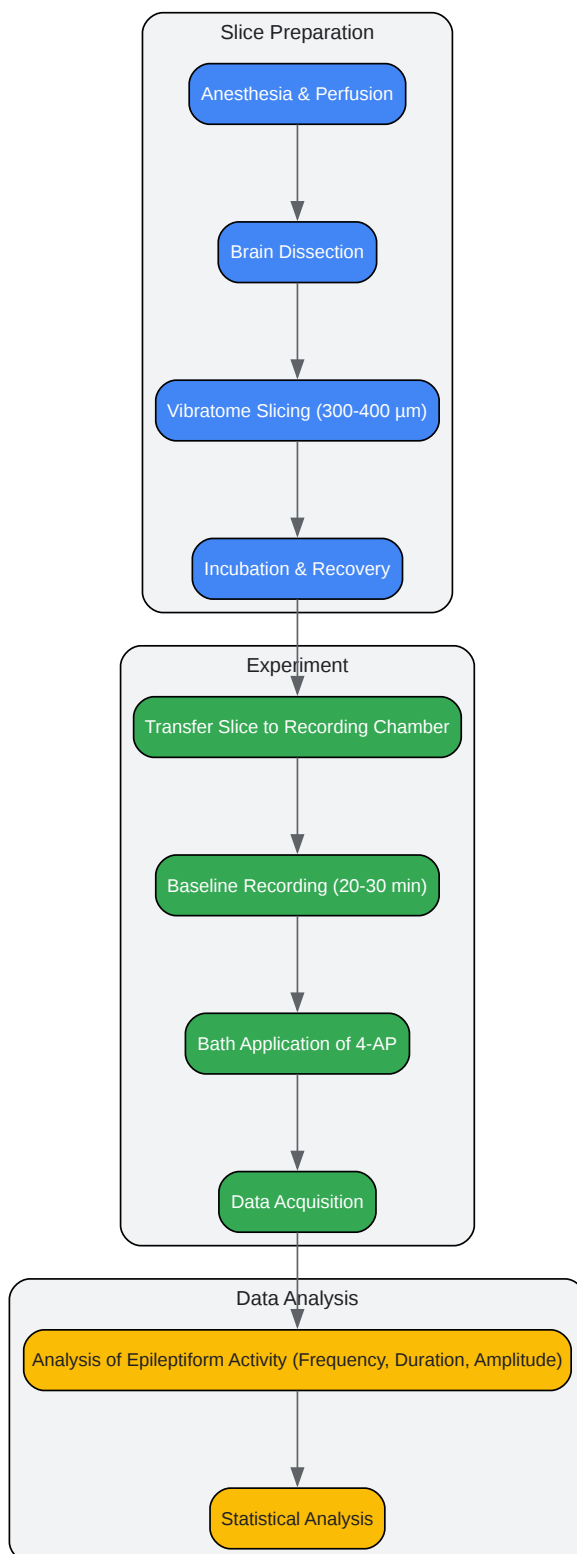 Slice Preparation
Anesthesia & Perfusion
Brain Dissection
Vibratome Slicing (300-400 µm)
Incubation & Recovery
Experiment
Transfer Slice to Recording Chamber
Baseline Recording (20-30 min)
Bath Application of 4-AP
Data Acquisition
Data Analysis
Analysis of Epileptiform Activity (Frequency, Duration, Amplitude)
Statistical Analysis